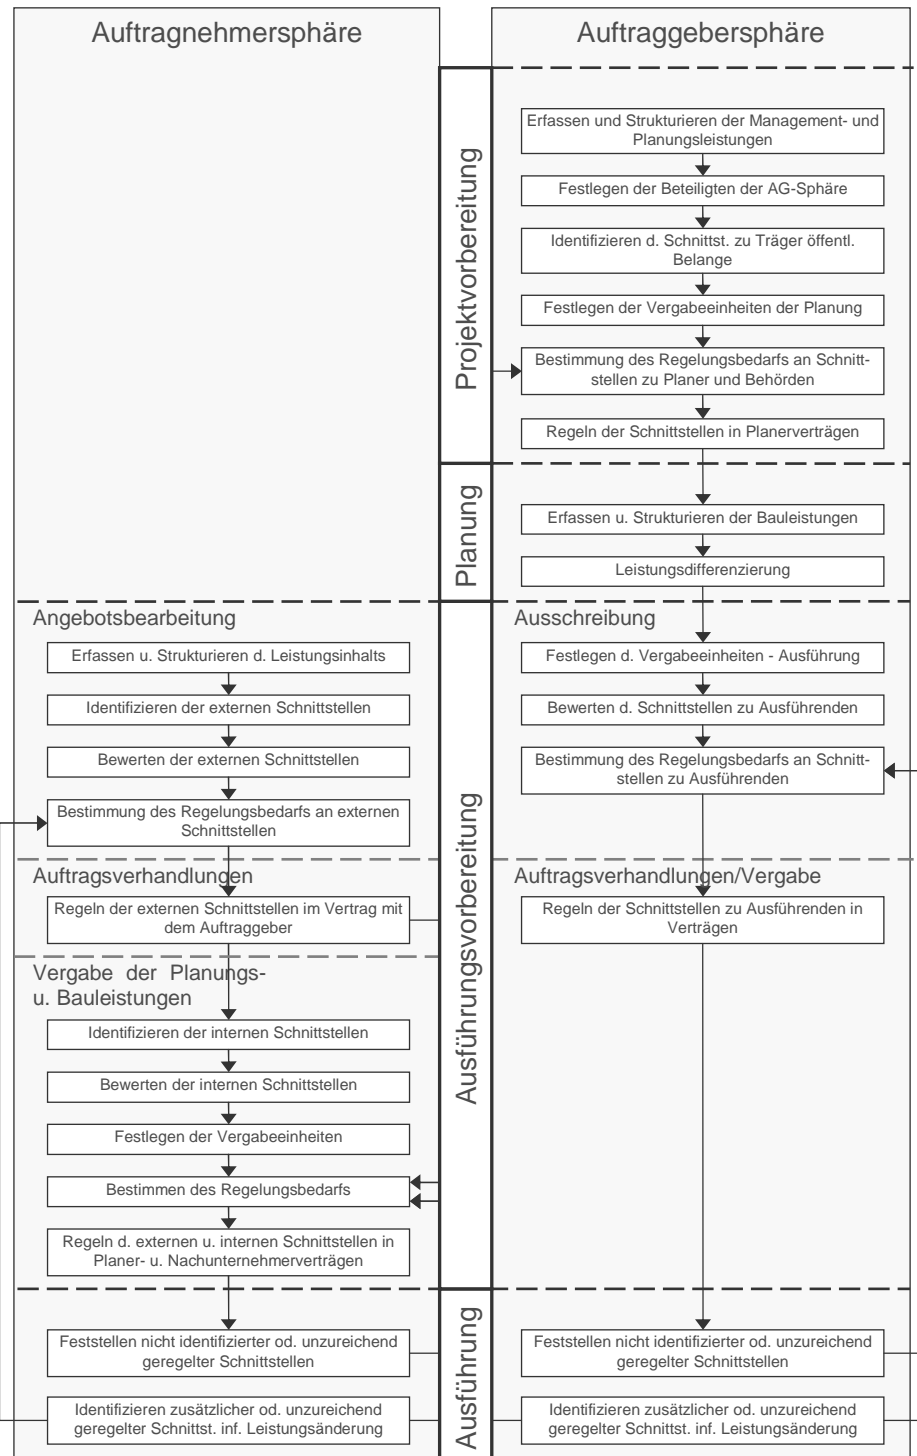 Auftragnehmersphäre
Auftraggebersphäre
Projektvorbereitung
Erfassen und Strukturieren der Management- und
Planungsleistungen
Festlegen der Beteiligten der AG-Sphäre
Identifizieren d. Schnittst. zu Träger öffentl.
Belange
Festlegen der Vergabeeinheiten der Planung
Bestimmung des Regelungsbedarfs an Schnitt-
stellen zu Planer und Behörden
Regeln der Schnittstellen in Planerverträgen
Planung
Erfassen u. Strukturieren der Bauleistungen
Leistungsdifferenzierung
Ausführungsvorbereitung
Angebotsbearbeitung
Erfassen u. Strukturieren d. Leistungsinhalts
Identifizieren der externen Schnittstellen
Bewerten der externen Schnittstellen
Bestimmung des Regelungsbedarfs an externen
Schnittstellen
Auftragsverhandlungen
Regeln der externen Schnittstellen im Vertrag mit
dem Auftraggeber
Vergabe der Planungs-
u. Bauleistungen
Identifizieren der internen Schnittstellen
Bewerten der internen Schnittstellen
Festlegen der Vergabeeinheiten
Bestimmen des Regelungsbedarfs
Regeln d. externen u. internen Schnittstellen in
Planer- u. Nachunternehmerverträgen
Ausschreibung
Festlegen d. Vergabeeinheiten - Ausführung
Bewerten d. Schnittstellen zu Ausführenden
Bestimmung des Regelungsbedarfs an Schnitt-
stellen zu Ausführenden
Auftragsverhandlungen/Vergabe
Regeln der Schnittstellen zu Ausführenden in
Verträgen
Ausführung
Feststellen nicht identifizierter od. unzureichend
geregelter Schnittstellen
Identifizieren zusätzlicher od. unzureichend
geregelter Schnittst. inf. Leistungsänderung
Feststellen nicht identifizierter od. unzureichend
geregelter Schnittstellen
Identifizieren zusätzlicher od. unzureichend
geregelter Schnittst. inf. Leistungsänderung